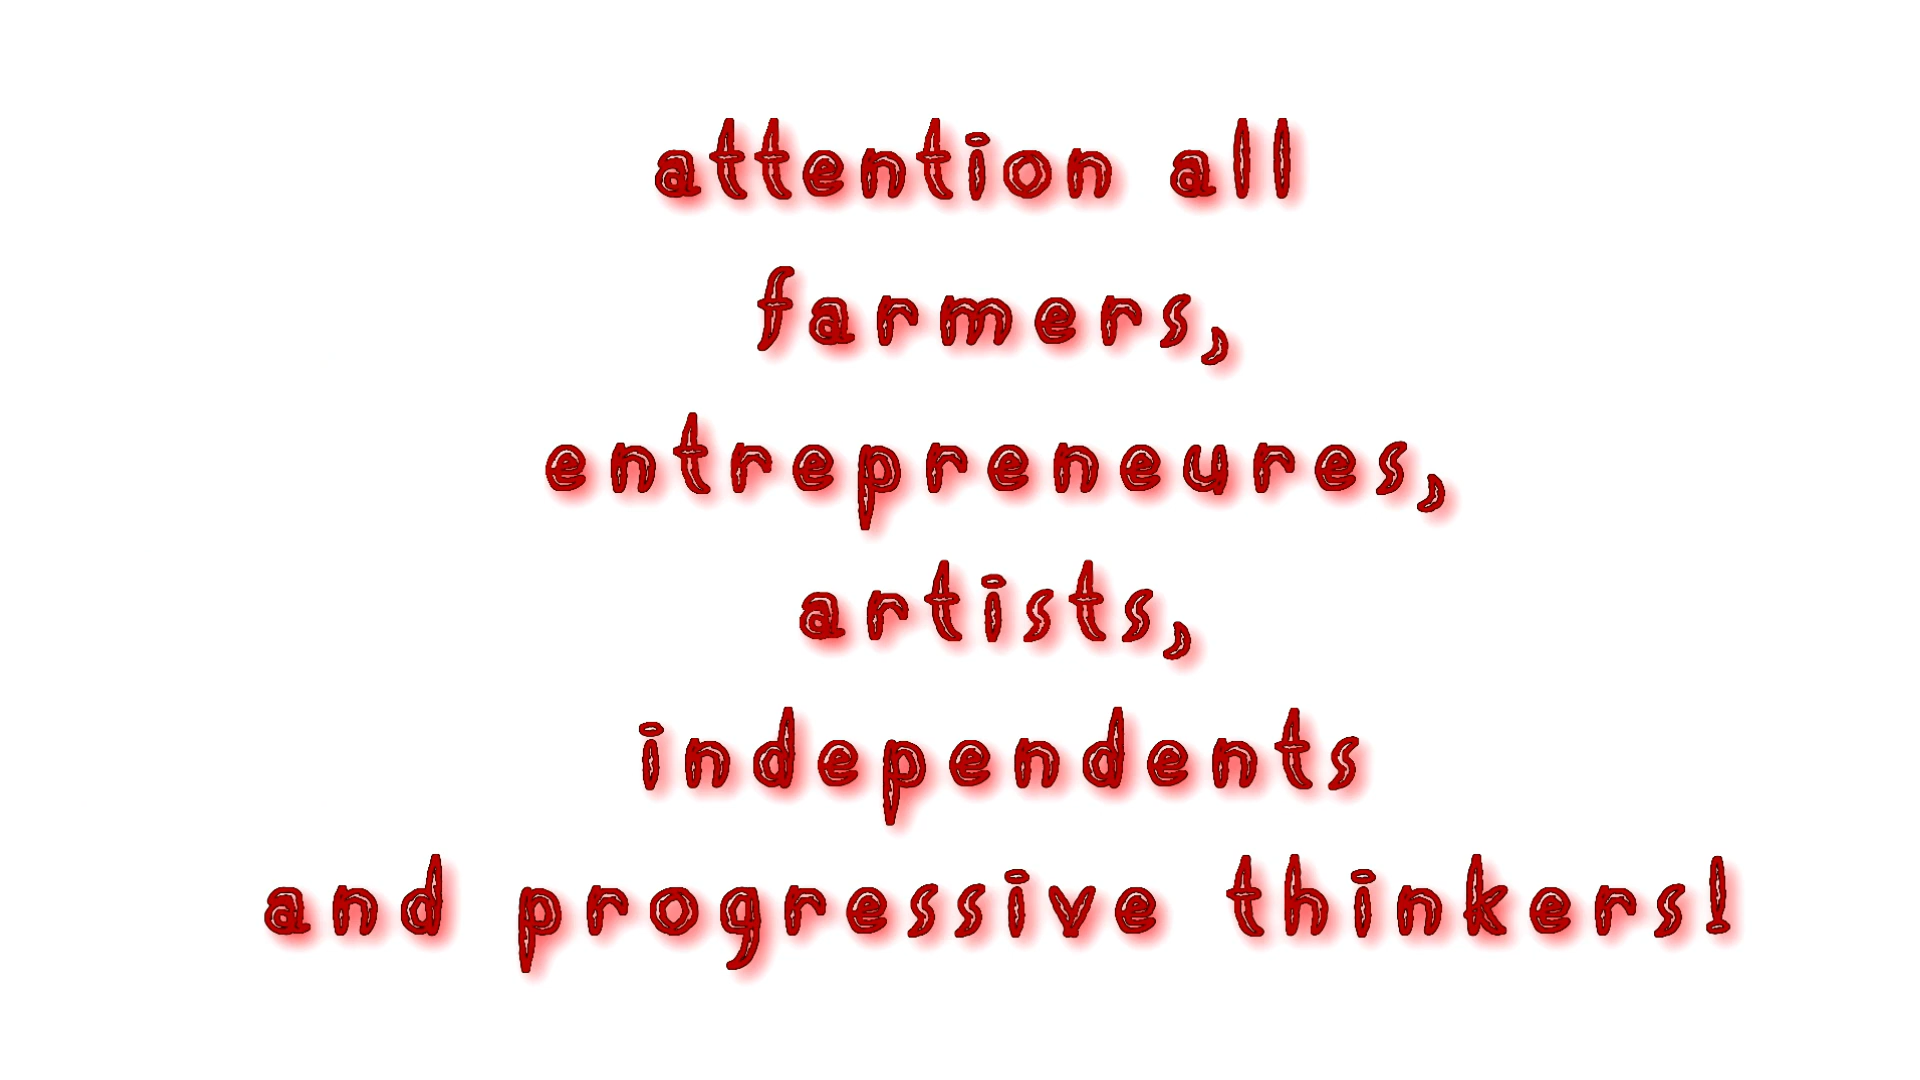 attention all
farmers,
entrepreneures,
artists,
independents
and progressive thinkers!